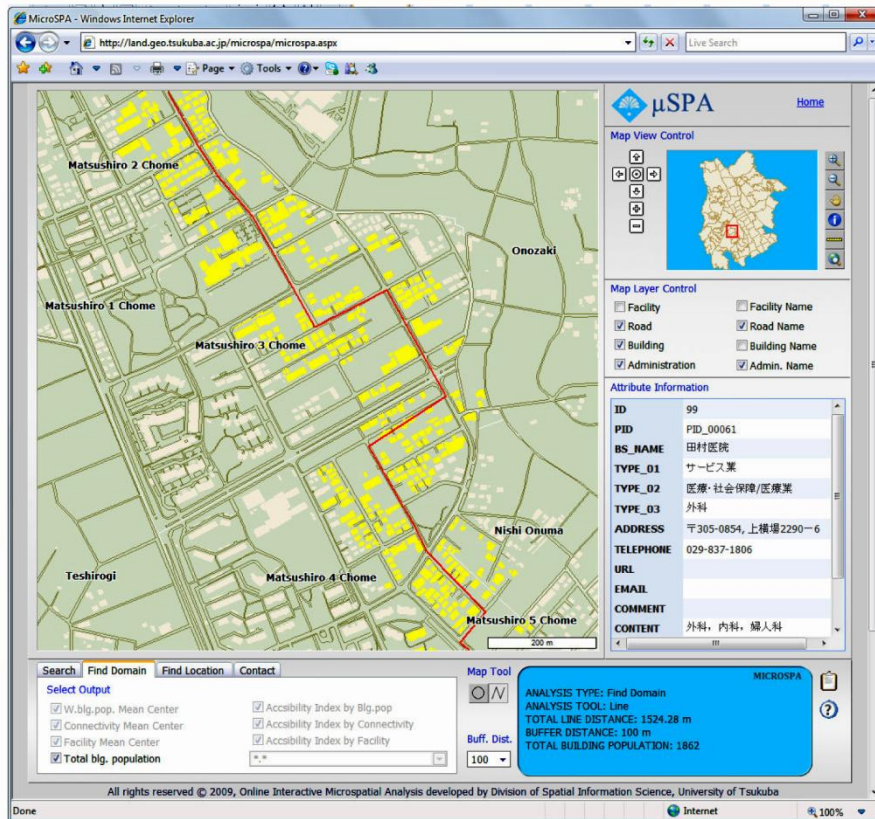 MicroSPA - Windows Internet Explorer
http://land.geo.tsukuba.ac.jp/microspa/microspa.aspx
Live Search
Page
Tools
Matsushiro 2 Chome
Onozaki
Matsushiro 1 Chome
Matsushiro 3 Chome
Nishi Onuma
Teshirogi
Matsushiro 4 Chome
Matsushiro 5 Chome
200 m
μSPA
Home
Map View Control
Map Layer Control
Facility
Facility Name
Road
Road Name
Building
Building Name
Administration
Admin. Name
Attribute Information
ID 99
PID PID_00061
BS_NAME 田村医院
TYPE_01 サービス業
TYPE_02 医療・社会保障/医療業
TYPE_03 外科
ADDRESS 〒305-0854, 上横場2290ー6
TELEPHONE 029-837-1806
URL
EMAIL
COMMENT
CONTENT 外科，内科，婦人科
Search
Find Domain
Find Location
Contact
Select Output
W.blg.pop. Mean Center
Accsibility Index by Blg.pop
Connectivity Mean Center
Accsibility Index by Connectivity
Facility Mean Center
Accsibility Index by Facility
Total blg. population
*.*
Map Tool
Buff. Dist.
100
MICROSPA
ANALYSIS TYPE: Find Domain
ANALYSIS TOOL: Line
TOTAL LINE DISTANCE: 1524.28 m
BUFFER DISTANCE: 100 m
TOTAL BUILDING POPULATION: 1862
All rights reserved © 2009, Online Interactive Microspatial Analysis developed by Division of Spatial Information Science, University of Tsukuba
Done
Internet
100%